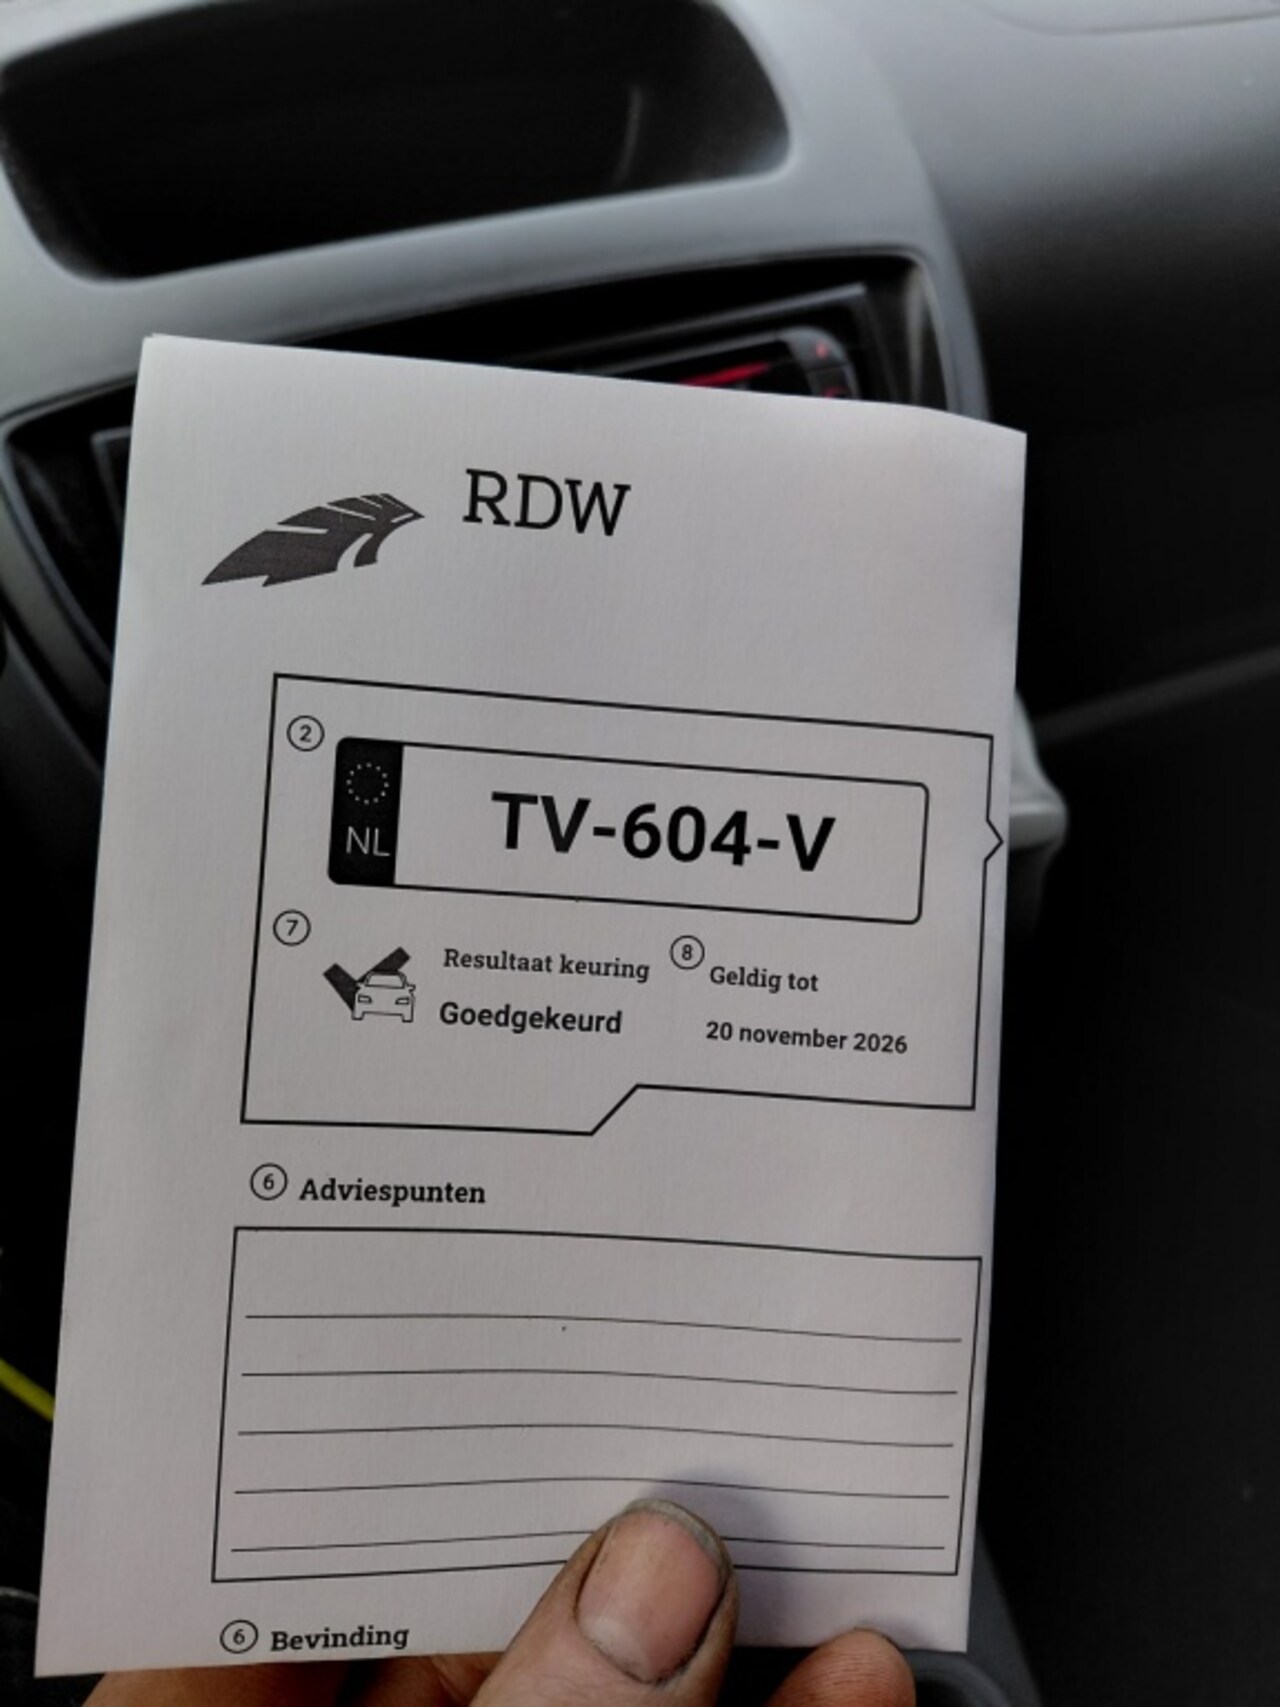 RDW
2
NL
TV-604-V
7
Resultaat keuring
8
Geldig tot
Goedgekeurd
20 november 2026
6 Adviespunten
6 Bevinding